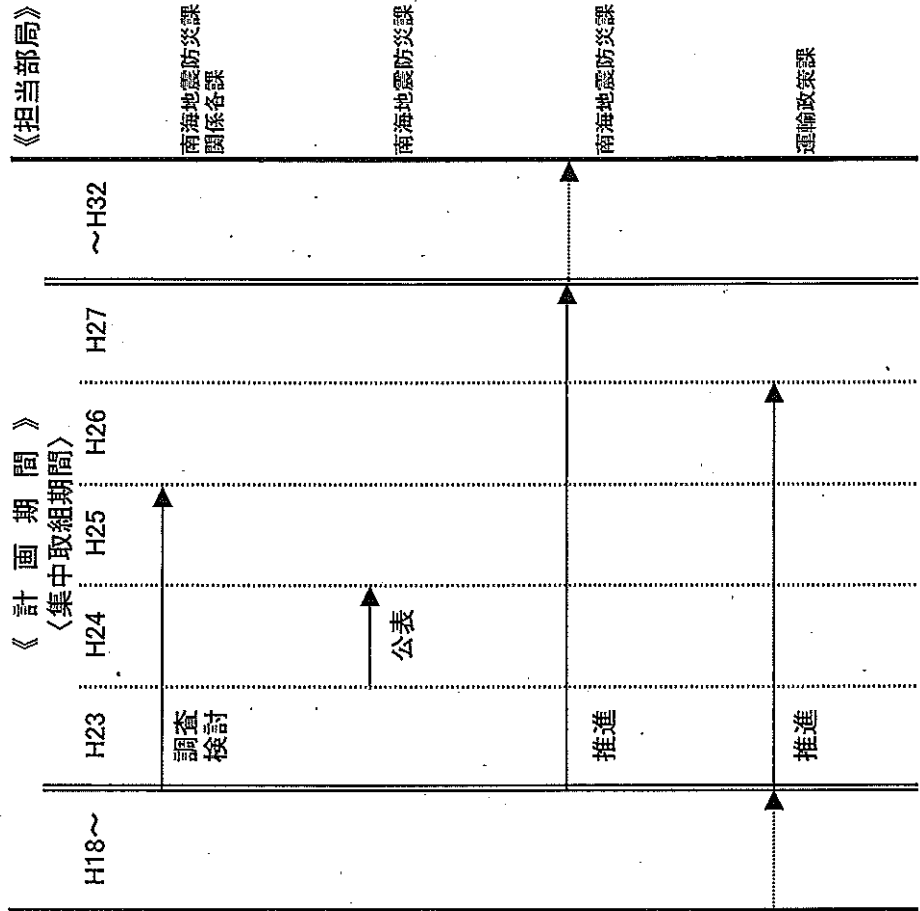 《 計 画 期 間 》
〈集中取組期間〉
《担当部局》
H18～
H23
H24
H25
H26
H27
～H32
調査
検討
南海地震防災課
関係各課
公表
南海地震防災課
推進
南海地震防災課
推進
運輸政策課